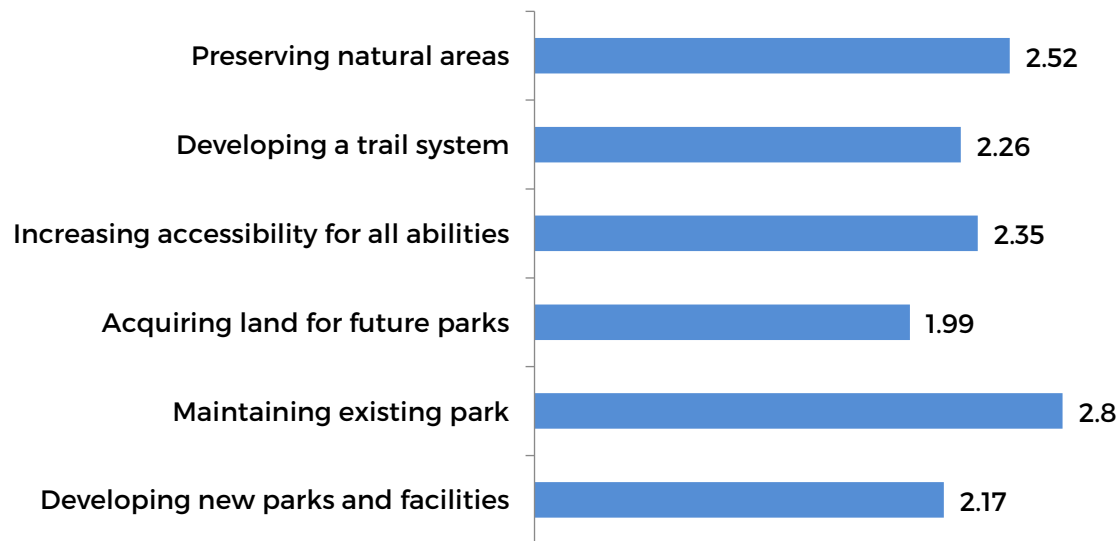 Preserving natural areas 2.52
Developing a trail system 2.26
Increasing accessibility for all abilities 2.35
Acquiring land for future parks 1.99
Maintaining existing park 2.8
Developing new parks and facilities 2.17